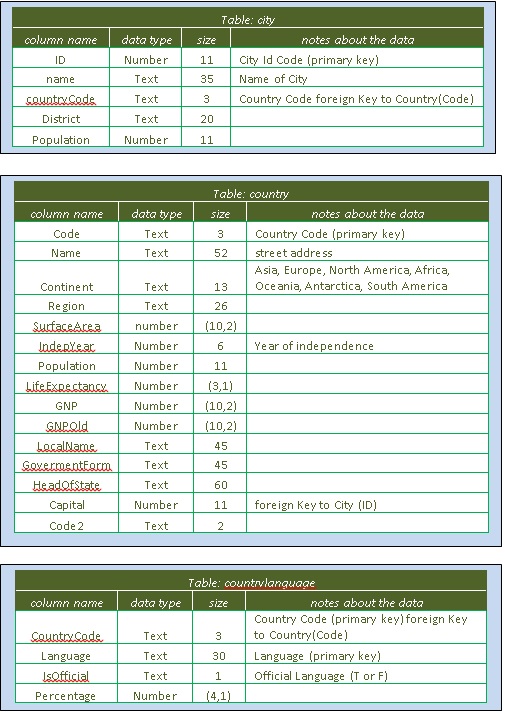 Table: city
column name data type size notes about the data
ID Number 11 City Id Code (primary key)
name Text 35 Name of City
countryCode Text 3 Country Code foreign Key to Country(Code)
District Text 20
Population Number 11
Table: country
column name data type size notes about the data
Code Text 3 Country Code (primary key)
Name Text 52 street address
Asia, Europe, North America, Africa,
Continent Text 13 Oceania, Antarctica, South America
Region Text 26
SurfaceArea number (10,2)
IndepYear Number 6 Year of independence
Population Number 11
LifeExpectancy Number (3,1)
GNP Number (10,2)
GNPOld Number (10,2)
LocalName Text 45
GovermentForm Text 45
HeadOfState Text 60
Capital Number 11 foreign Key to City (ID)
Code2 Text 2
Table: countrylanguage
column name data type size notes about the data
Country Code (primary key) foreign Key
CountryCode Text 3 to Country(Code)
Language Text 30 Language (primary key)
IsOfficial Text 1 Official Language (T or F)
Percentage Number (4,1)